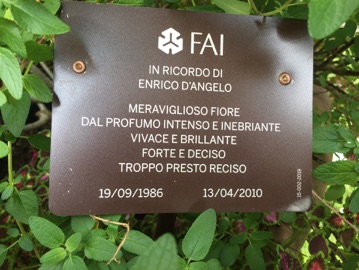 FAI
IN RICORDO DI
ENRICO D'ANGELO
MERAVIGLIOSO FIORE
DAL PROFUMO INTENSO E INEBRIANTE
VIVACE E BRILLANTE
FORTE E DECISO
TROPPO PRESTO RECISO
19/09/1986 13/04/2010